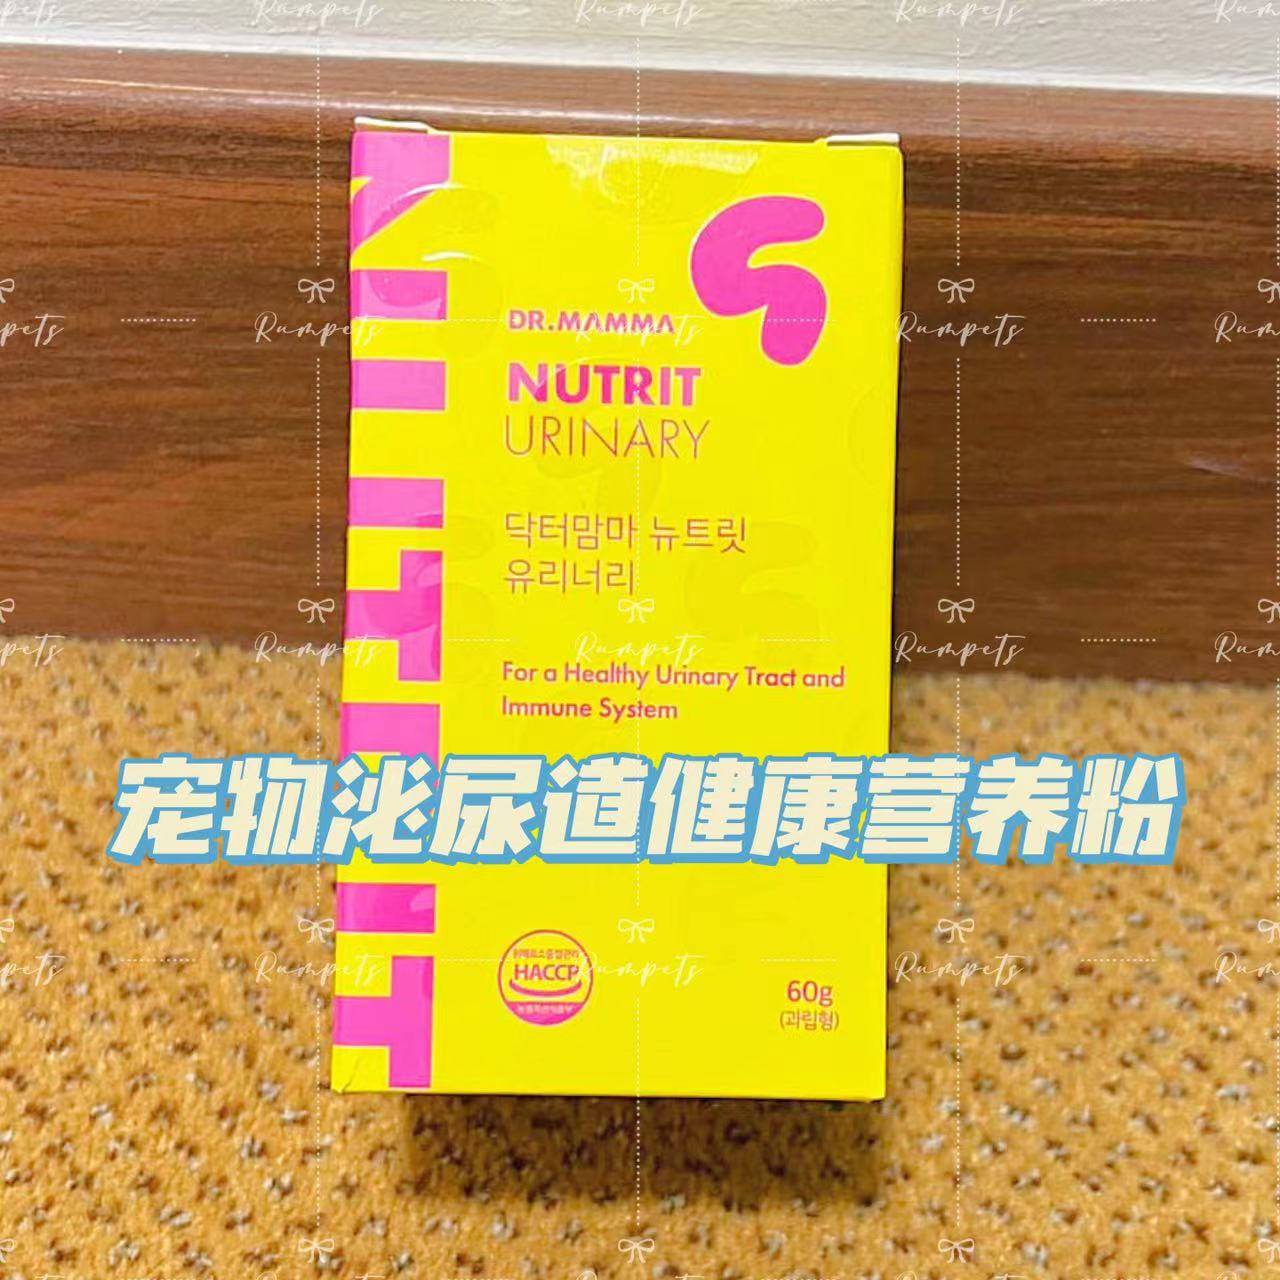 DR.MAMMA
NUTRIT
URINARY
닥터맘마 뉴트릿
유리너리
For a Healthy Urinary Tract and
Immune System
宠物泌尿道健康营养粉
HACCP
60g
(과립형)
NUTRIT
Rumpets